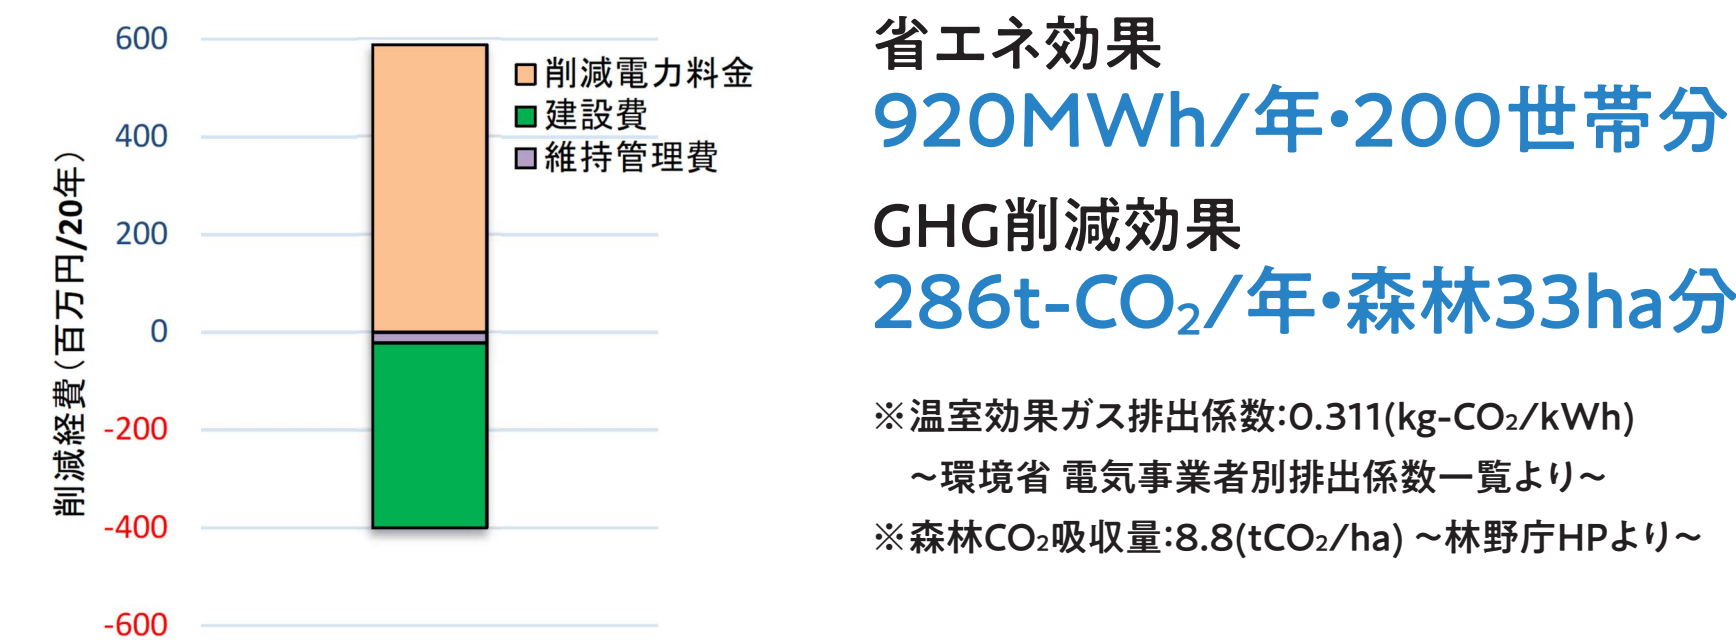 600
400
200
0
-200
-400
-600
削減経費（百万円/20年）
削減電力料金
建設費
維持管理費
省エネ効果
920MWh/年・200世帯分
GHG削減効果
286t-CO₂/年・森林33ha分
※温室効果ガス排出係数：0.311(kg-CO₂/kWh)
～環境省 電気事業者別排出係数一覧より～
※森林CO₂吸収量：8.8(tCO₂/ha) ～林野庁HPより～